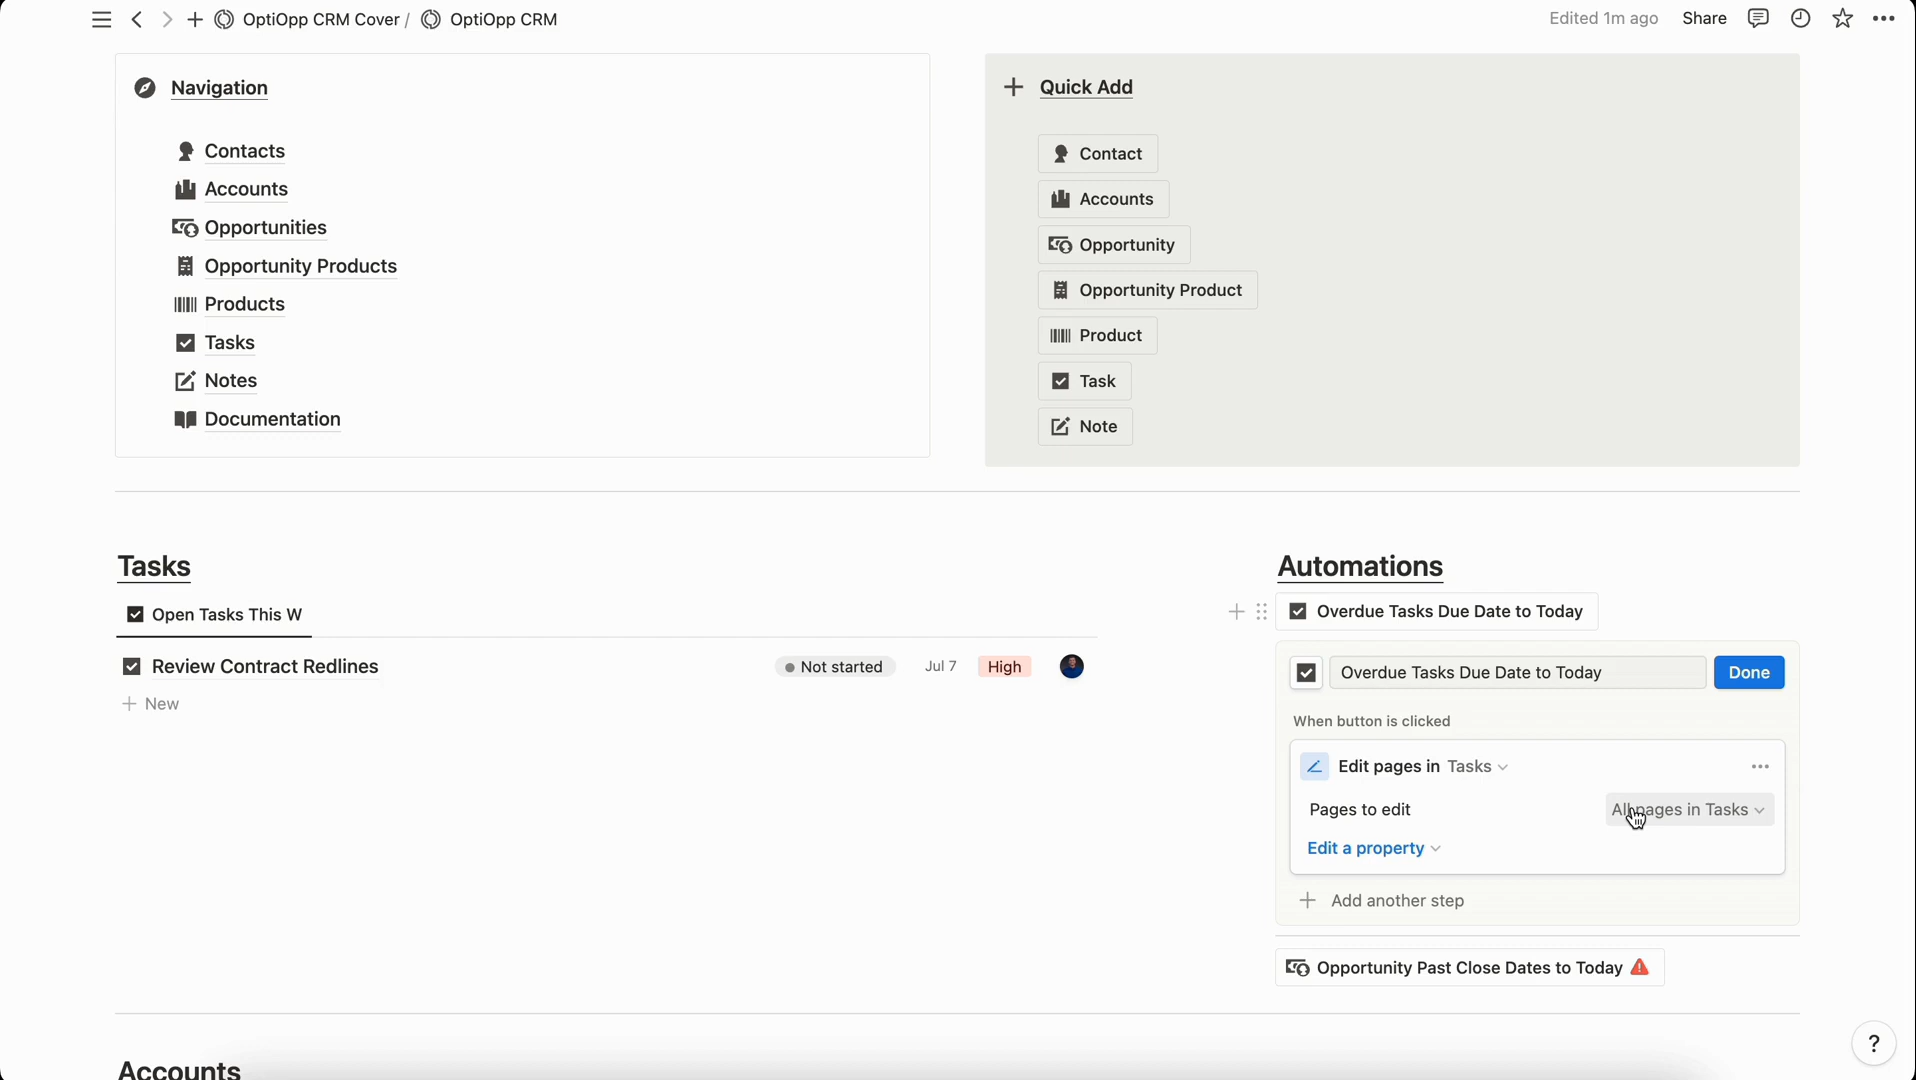 OptiOpp CRM Cover / OptiOpp CRM
Edited 1m ago Share
Navigation
Contacts
Accounts
Opportunities
Opportunity Products
Products
Tasks
Notes
Documentation
Quick Add
Contact
Accounts
Opportunity
Opportunity Product
Product
Task
Note
Tasks
Open Tasks This W
Review Contract Redlines Not started Jul 7 High
New
Automations
Overdue Tasks Due Date to Today
Overdue Tasks Due Date to Today Done
When button is clicked
Edit pages in Tasks
Pages to edit All pages in Tasks
Edit a property
Add another step
Opportunity Past Close Dates to Today
Accounts
?